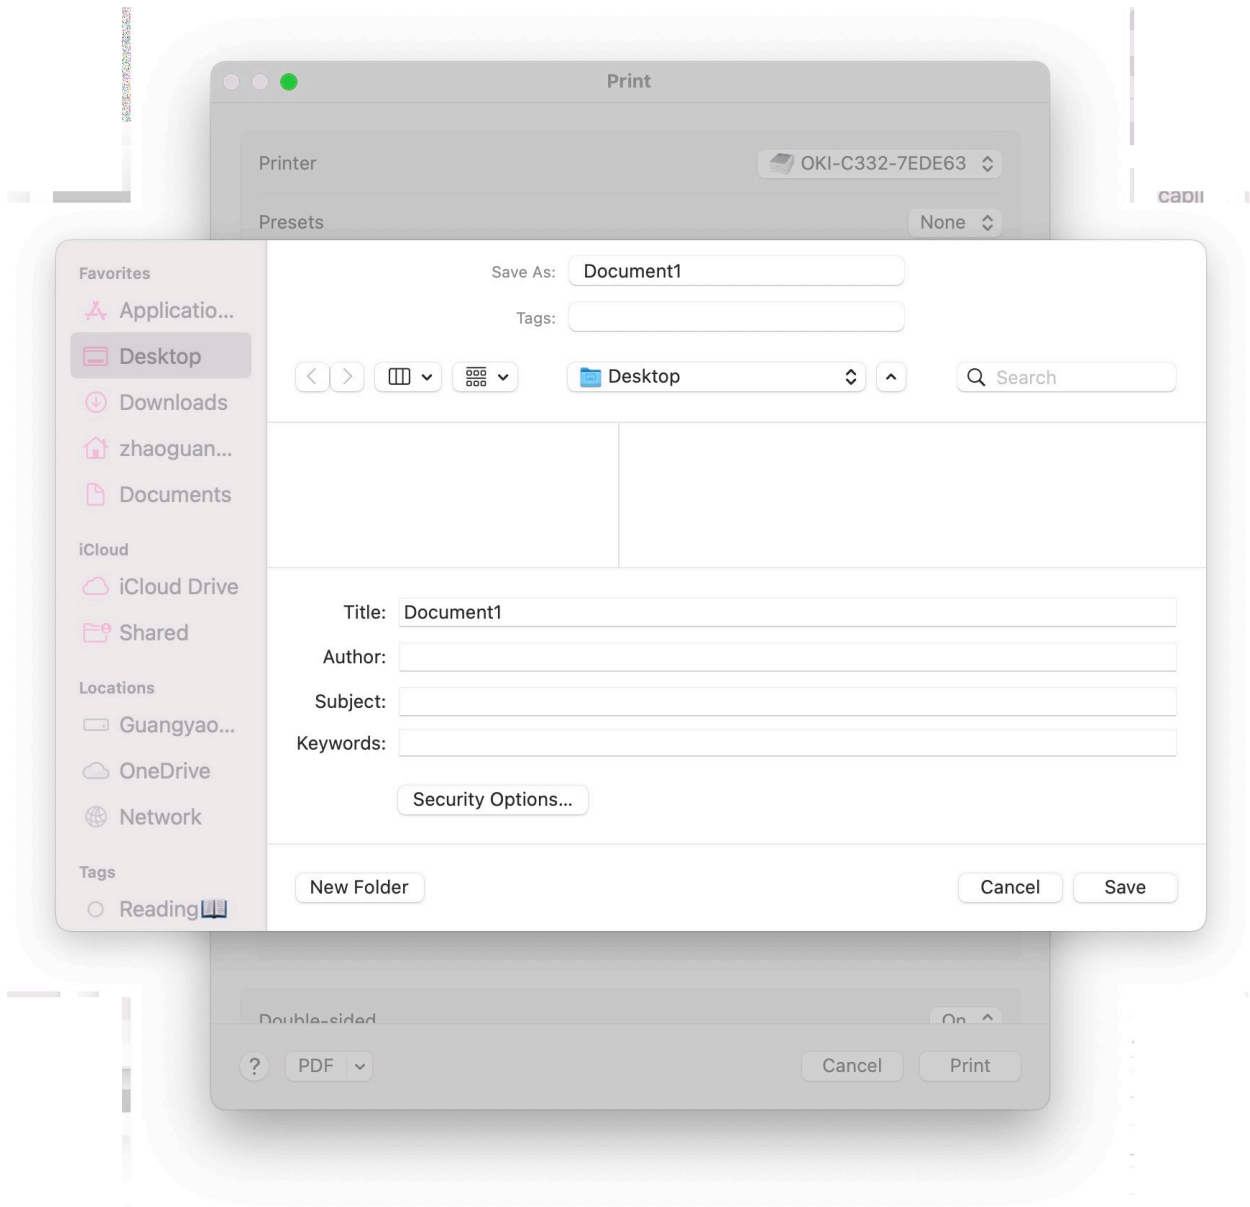 Print
Printer
OKI-C332-7EDE63
Presets
None
Favorites
Applicatio...
Desktop
Downloads
zhaoguan...
Documents
iCloud
iCloud Drive
Shared
Locations
Guangyao...
OneDrive
Network
Tags
Reading📖
Save As: Document1
Tags:
Desktop
Search
Title: Document1
Author:
Subject:
Keywords:
Security Options...
New Folder
Cancel
Save
Double-sided
On
?
PDF
Cancel
Print